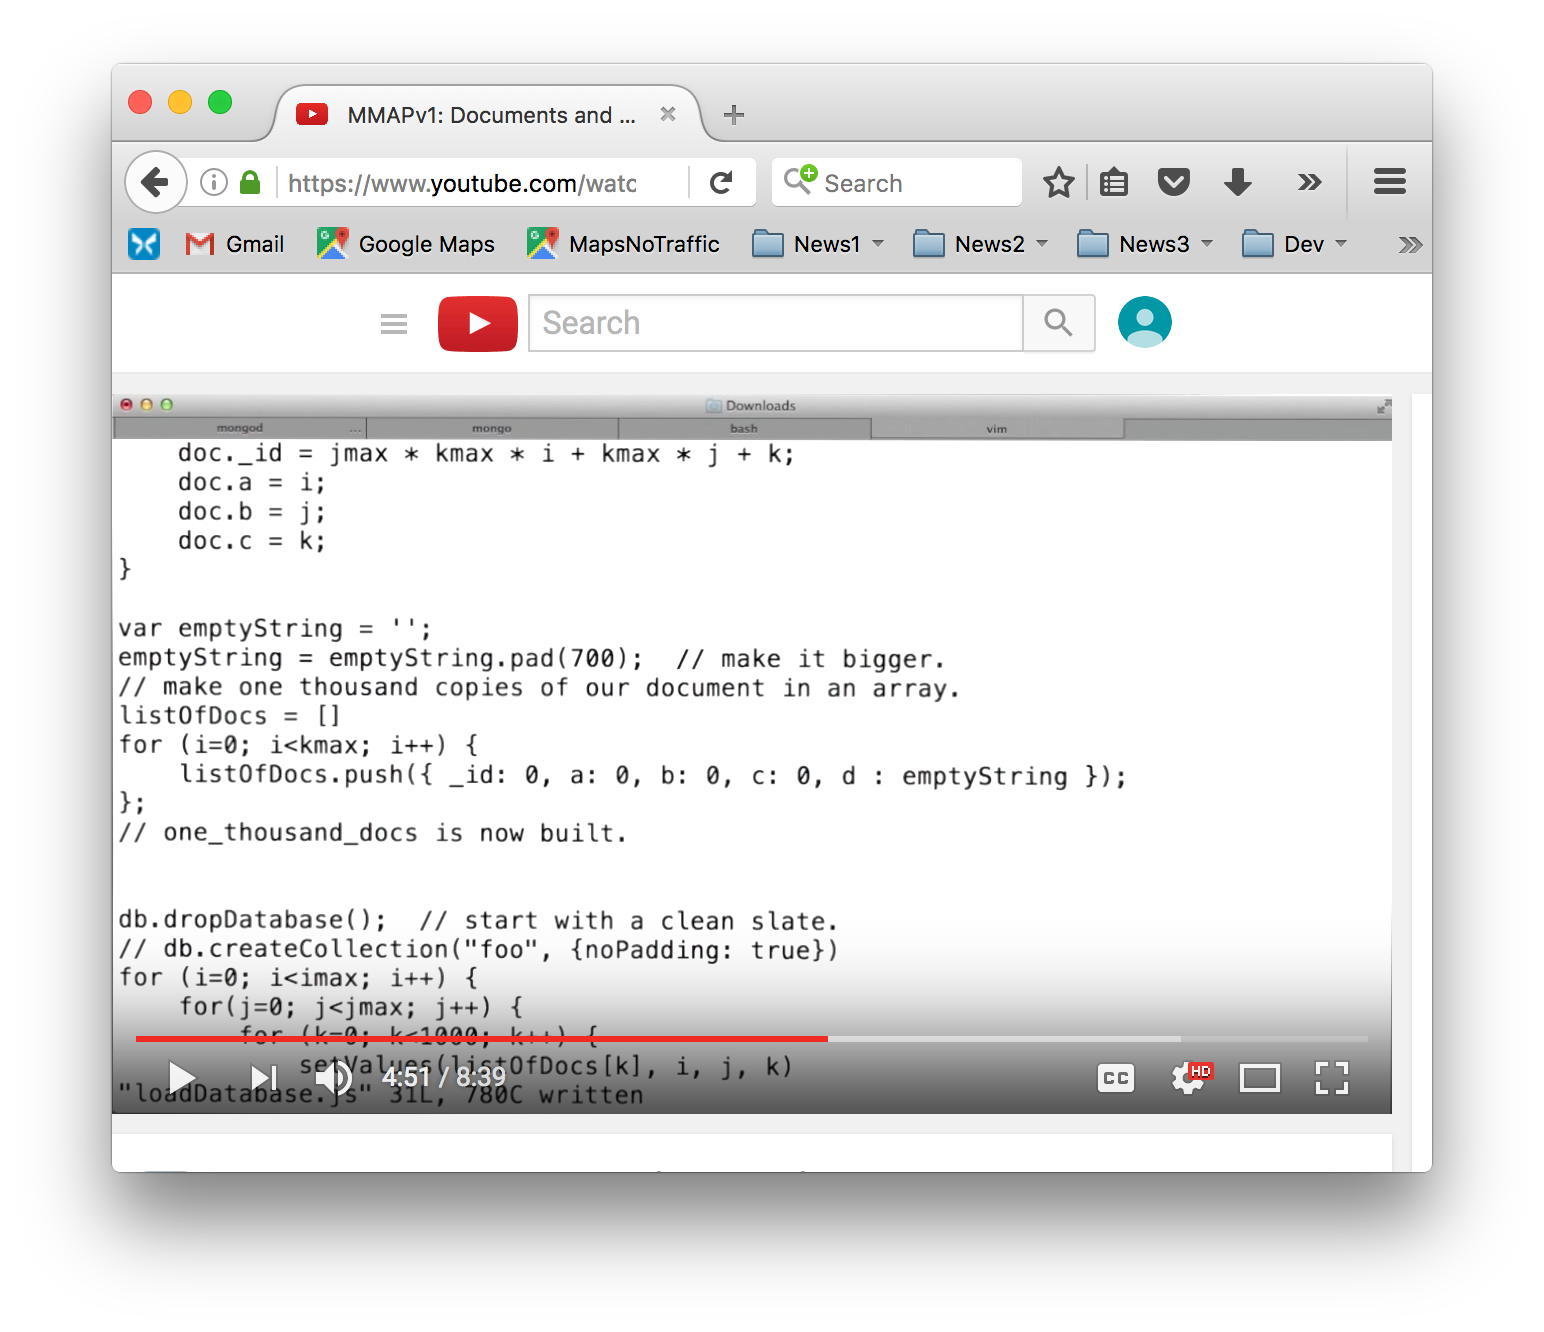 MMAPv1: Documents and ...
https://www.youtube.com/watc
Search
Gmail Google Maps MapsNoTraffic News1 News2 News3 Dev
Search
Downloads
mongod ... mongo bash vim
doc._id = jmax * kmax * i + kmax * j + k;
doc.a = i;
doc.b = j;
doc.c = k;
}
var emptyString = '';
emptyString = emptyString.pad(700); // make it bigger.
// make one thousand copies of our document in an array.
listOfDocs = []
for (i=0; i<kmax; i++) {
listOfDocs.push({ _id: 0, a: 0, b: 0, c: 0, d : emptyString });
};
// one_thousand_docs is now built.
db.dropDatabase(); // start with a clean slate.
// db.createCollection("foo", {noPadding: true})
for (i=0; i<imax; i++) {
for(j=0; j<jmax; j++) {
for (k=0; k<1000; k++) {
setValues(listOfDocs[k], i, j, k)
4:51 / 8:39
CC HD
"loadDatabase.js" 31L, 780C written